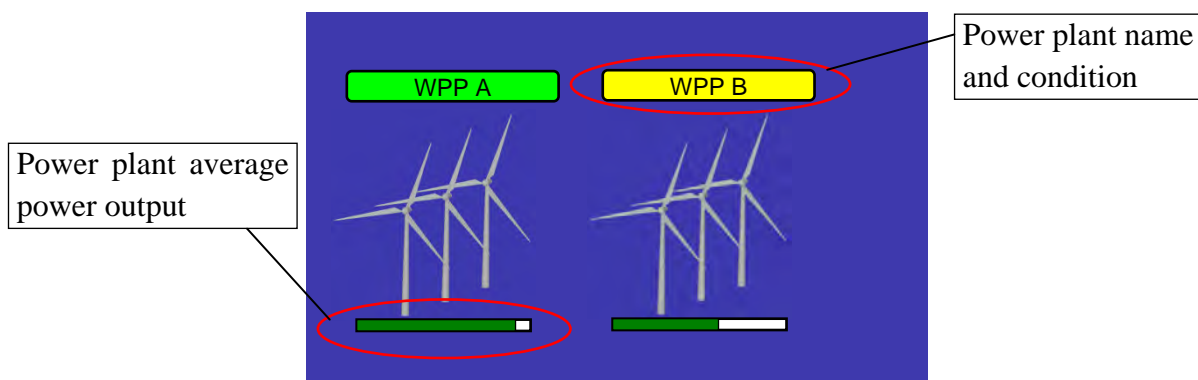 Power plant name
and condition
WPP A
WPP B
Power plant average
power output